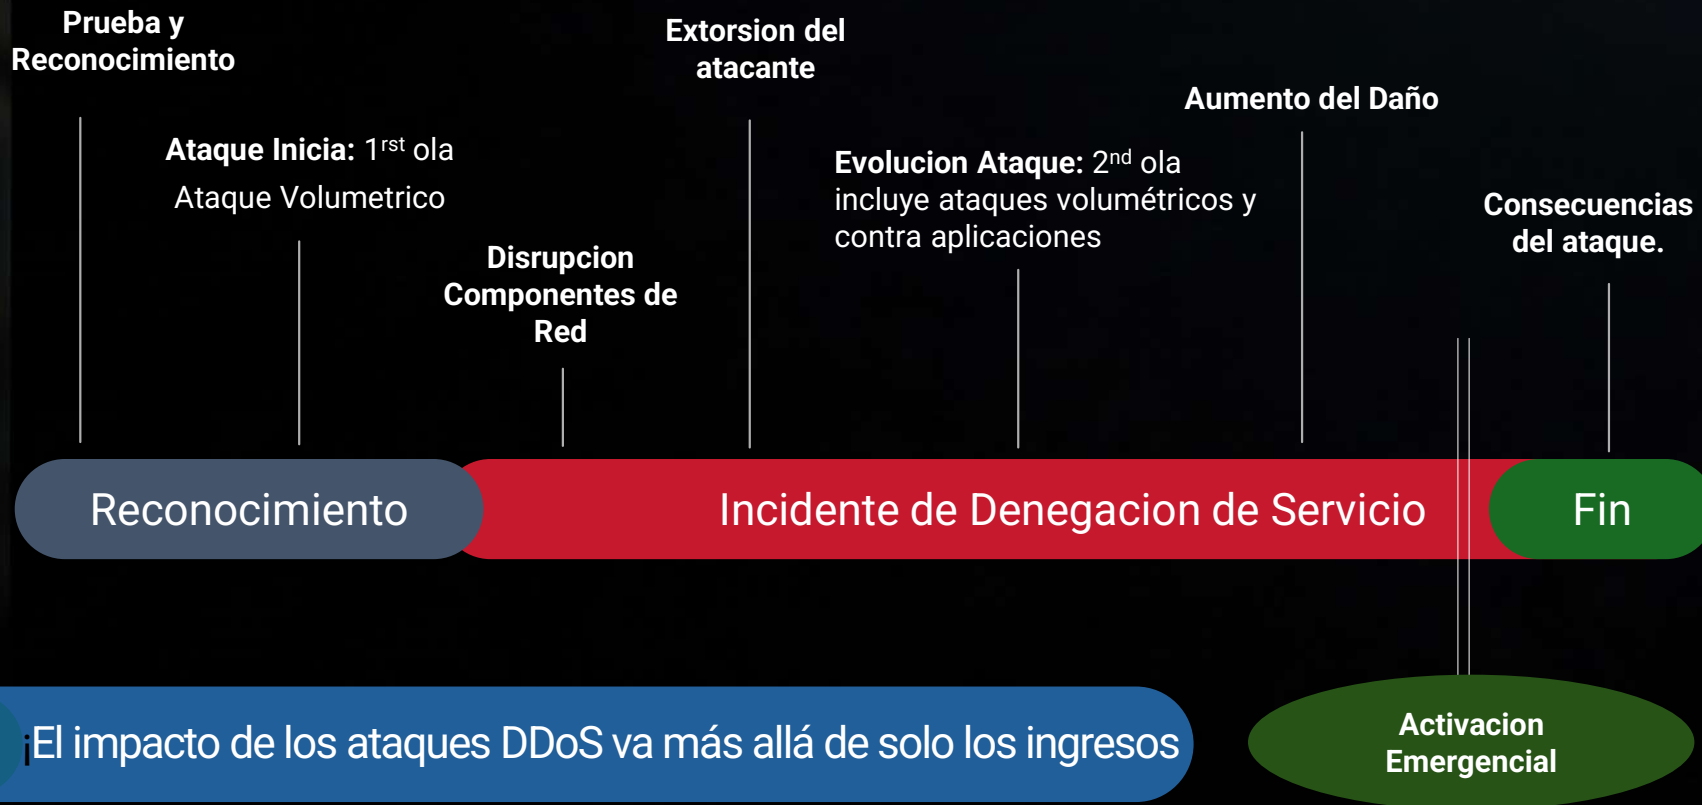 Prueba y
Reconocimiento
Ataque Inicia: 1rst ola
Ataque Volumetrico
Disrupcion
Componentes de
Red
Extorsion del
atacante
Evolucion Ataque: 2nd ola
incluye ataques volumétricos y
contra aplicaciones
Aumento del Daño
Consecuencias
del ataque.
Reconocimiento
Incidente de Denegacion de Servicio
Fin
¡El impacto de los ataques DDoS va más allá de solo los ingresos
Activacion
Emergencial